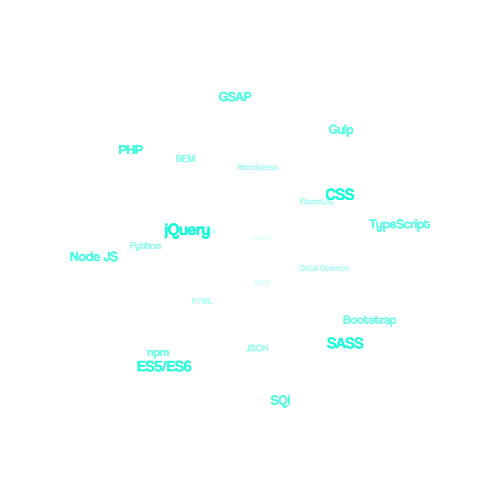 GSAP
Gulp
PHP
BEM
Wordpress
CSS
ReactJS
TypeScript
jQuery
Python
Node JS
Data Science
HTML
Bootstrap
SASS
JSON
npm
ES5/ES6
SQl